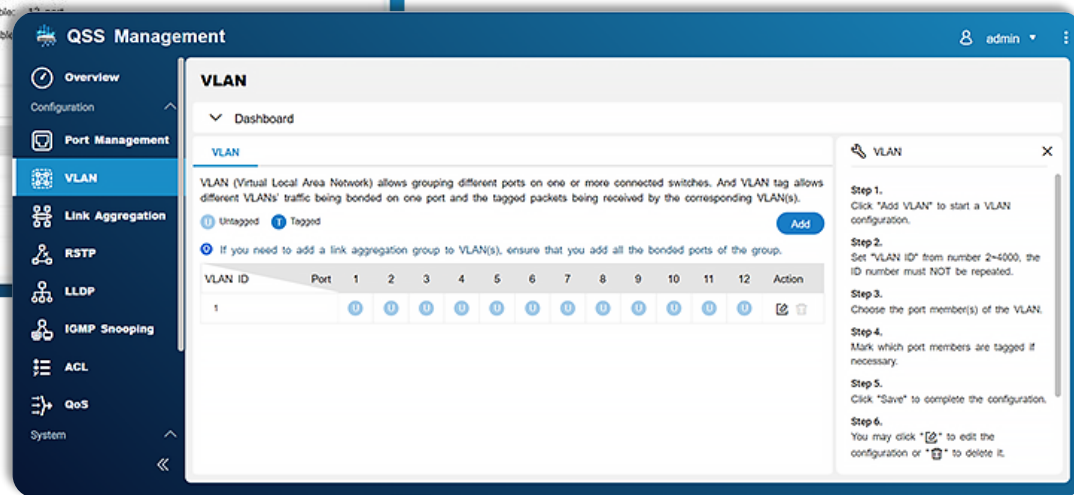 12 port
QSS Management
admin
Overview
Configuration
Port Management
VLAN
Link Aggregation
RSTP
LLDP
IGMP Snooping
ACL
QoS
System
VLAN
Dashboard
VLAN
VLAN (Virtual Local Area Network) allows grouping different ports on one or more connected switches. And VLAN tag allows
different VLANs' traffic being bonded on one port and the tagged packets being received by the corresponding VLAN(s).
U Untagged T Tagged
Add
If you need to add a link aggregation group to VLAN(s), ensure that you add all the bonded ports of the group.
VLAN ID Port 1 2 3 4 5 6 7 8 9 10 11 12 Action
1 U U U U U U U U U U U U
VLAN
Step 1.
Click "Add VLAN" to start a VLAN
configuration.
Step 2.
Set "VLAN ID" from number 2~4000, the
ID number must NOT be repeated.
Step 3.
Choose the port member(s) of the VLAN.
Step 4.
Mark which port members are tagged if
necessary.
Step 5.
Click "Save" to complete the configuration.
Step 6.
You may click "" to edit the
configuration or "" to delete it.